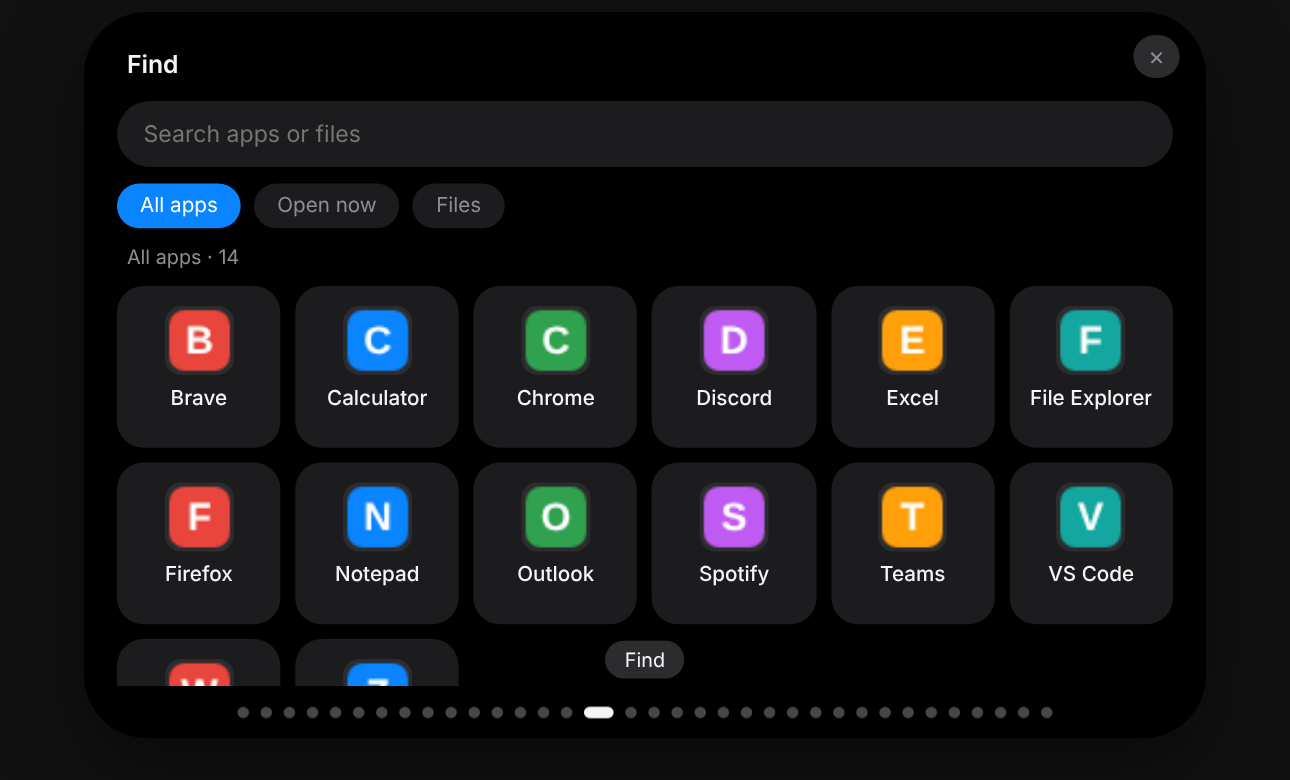 Find
×
Search apps or files
All apps
Open now
Files
All apps · 14
B
C
C
D
E
F
Brave
Calculator
Chrome
Discord
Excel
File Explorer
F
N
O
S
T
V
Firefox
Notepad
Outlook
Spotify
Teams
VS Code
W
Z
Find